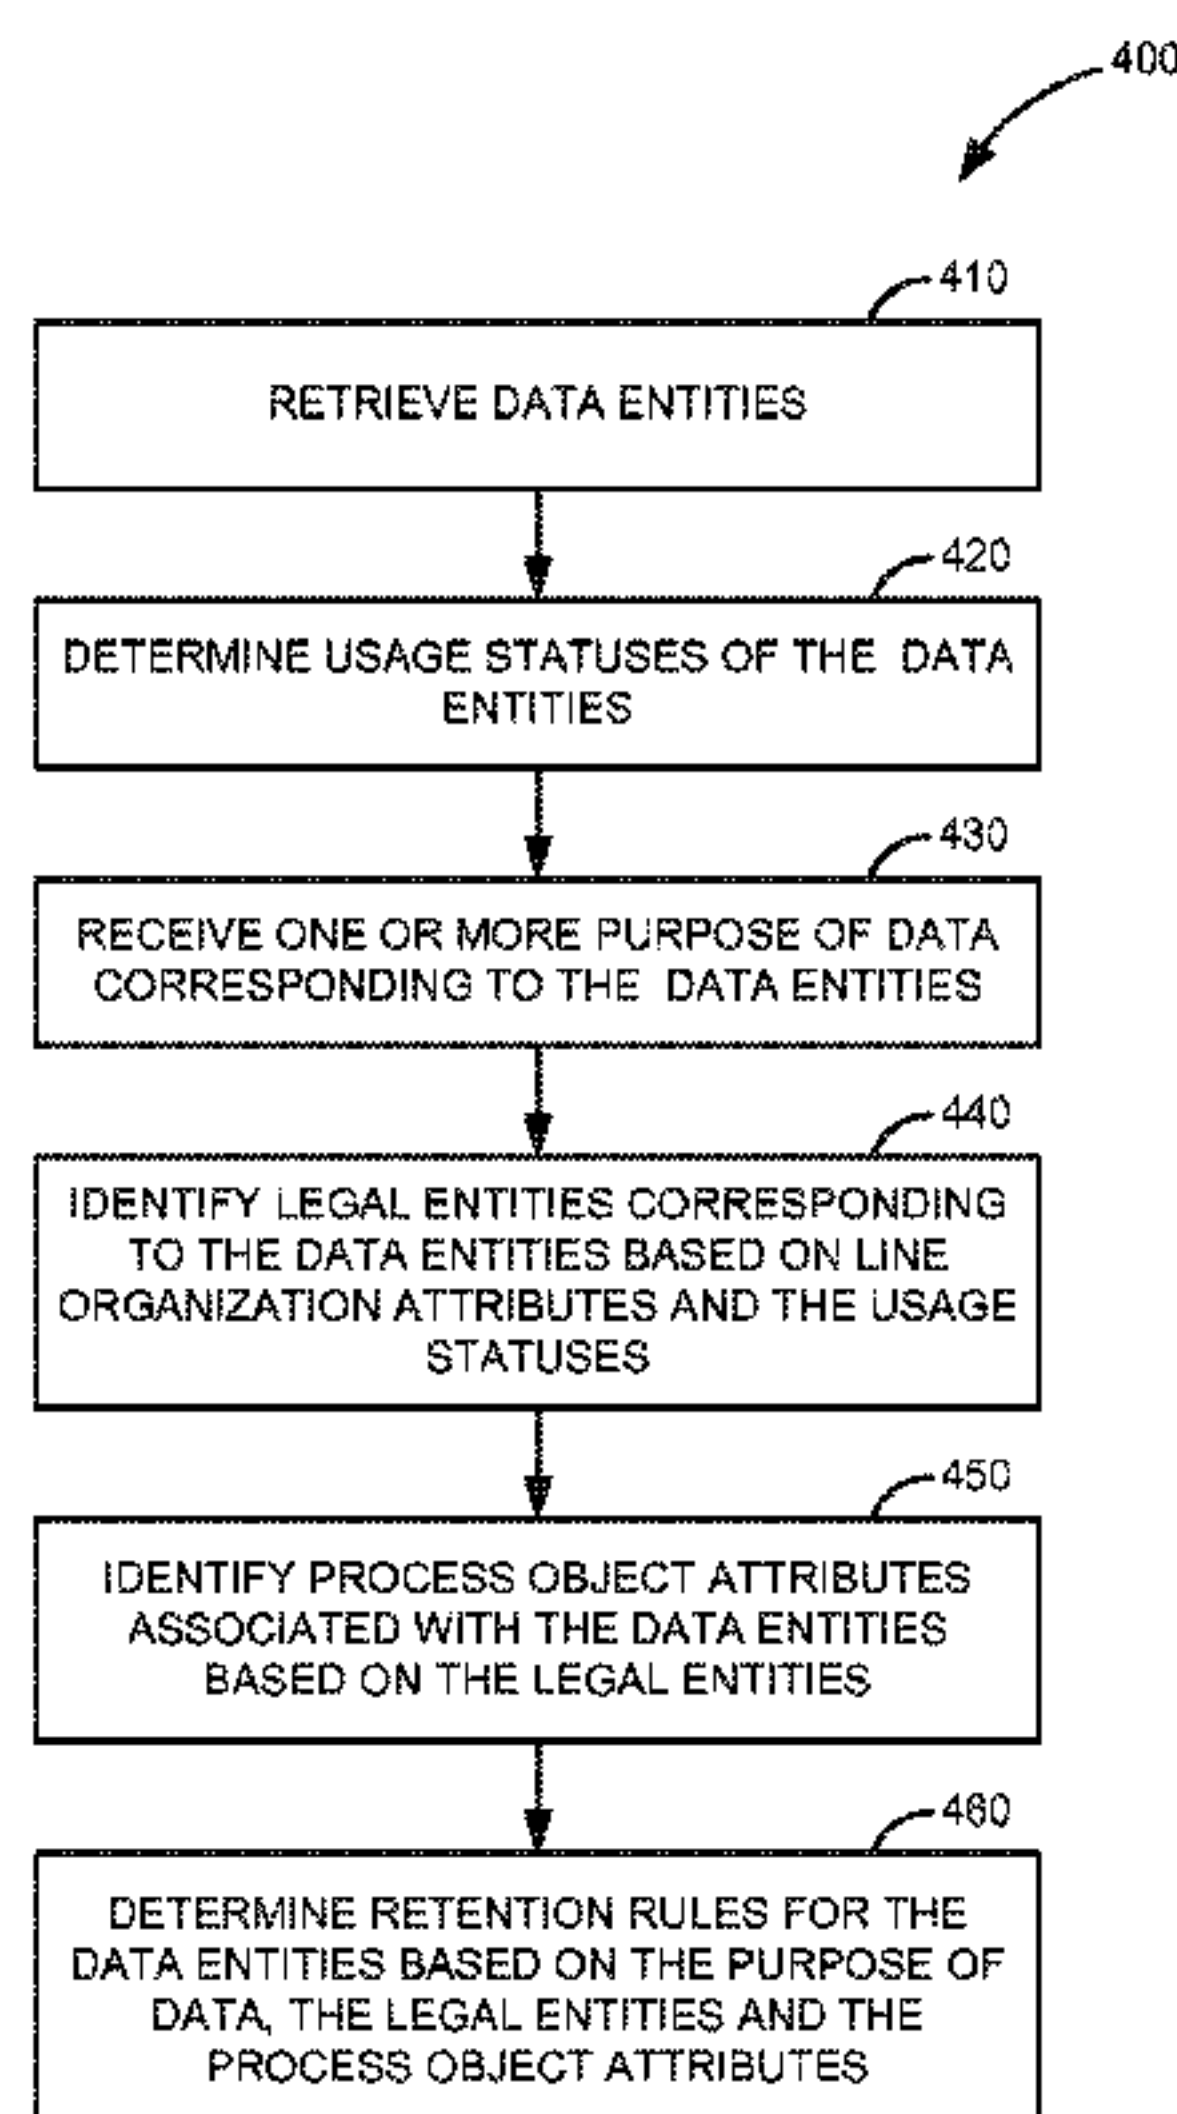 400
410
RETRIEVE DATA ENTITIES
420
DETERMINE USAGE STATUSES OF THE DATA
ENTITIES
430
RECEIVE ONE OR MORE PURPOSE OF DATA
CORRESPONDING TO THE DATA ENTITIES
440
IDENTIFY LEGAL ENTITIES CORRESPONDING
TO THE DATA ENTITIES BASED ON LINE
ORGANIZATION ATTRIBUTES AND THE USAGE
STATUSES
450
IDENTIFY PROCESS OBJECT ATTRIBUTES
ASSOCIATED WITH THE DATA ENTITIES
BASED ON THE LEGAL ENTITIES
460
DETERMINE RETENTION RULES FOR THE
DATA ENTITIES BASED ON THE PURPOSE OF
DATA, THE LEGAL ENTITIES AND THE
PROCESS OBJECT ATTRIBUTES